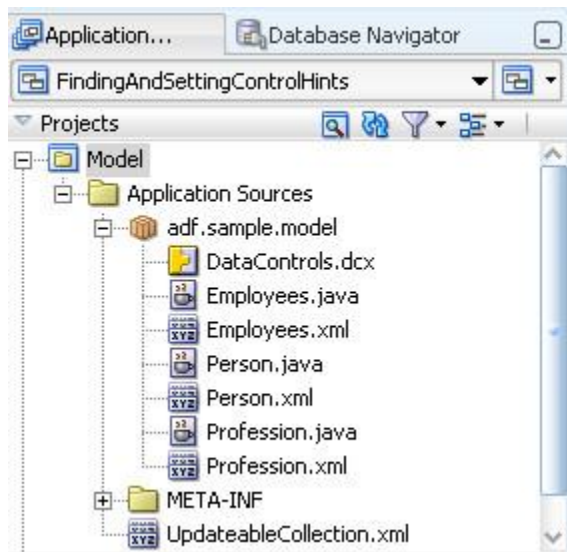 Application... Database Navigator
FindingAndSettingControlHints
Projects
Model
Application Sources
adf.sample.model
DataControls.dcx
Employees.java
Employees.xml
Person.java
Person.xml
Profession.java
Profession.xml
META-INF
UpdateableCollection.xml